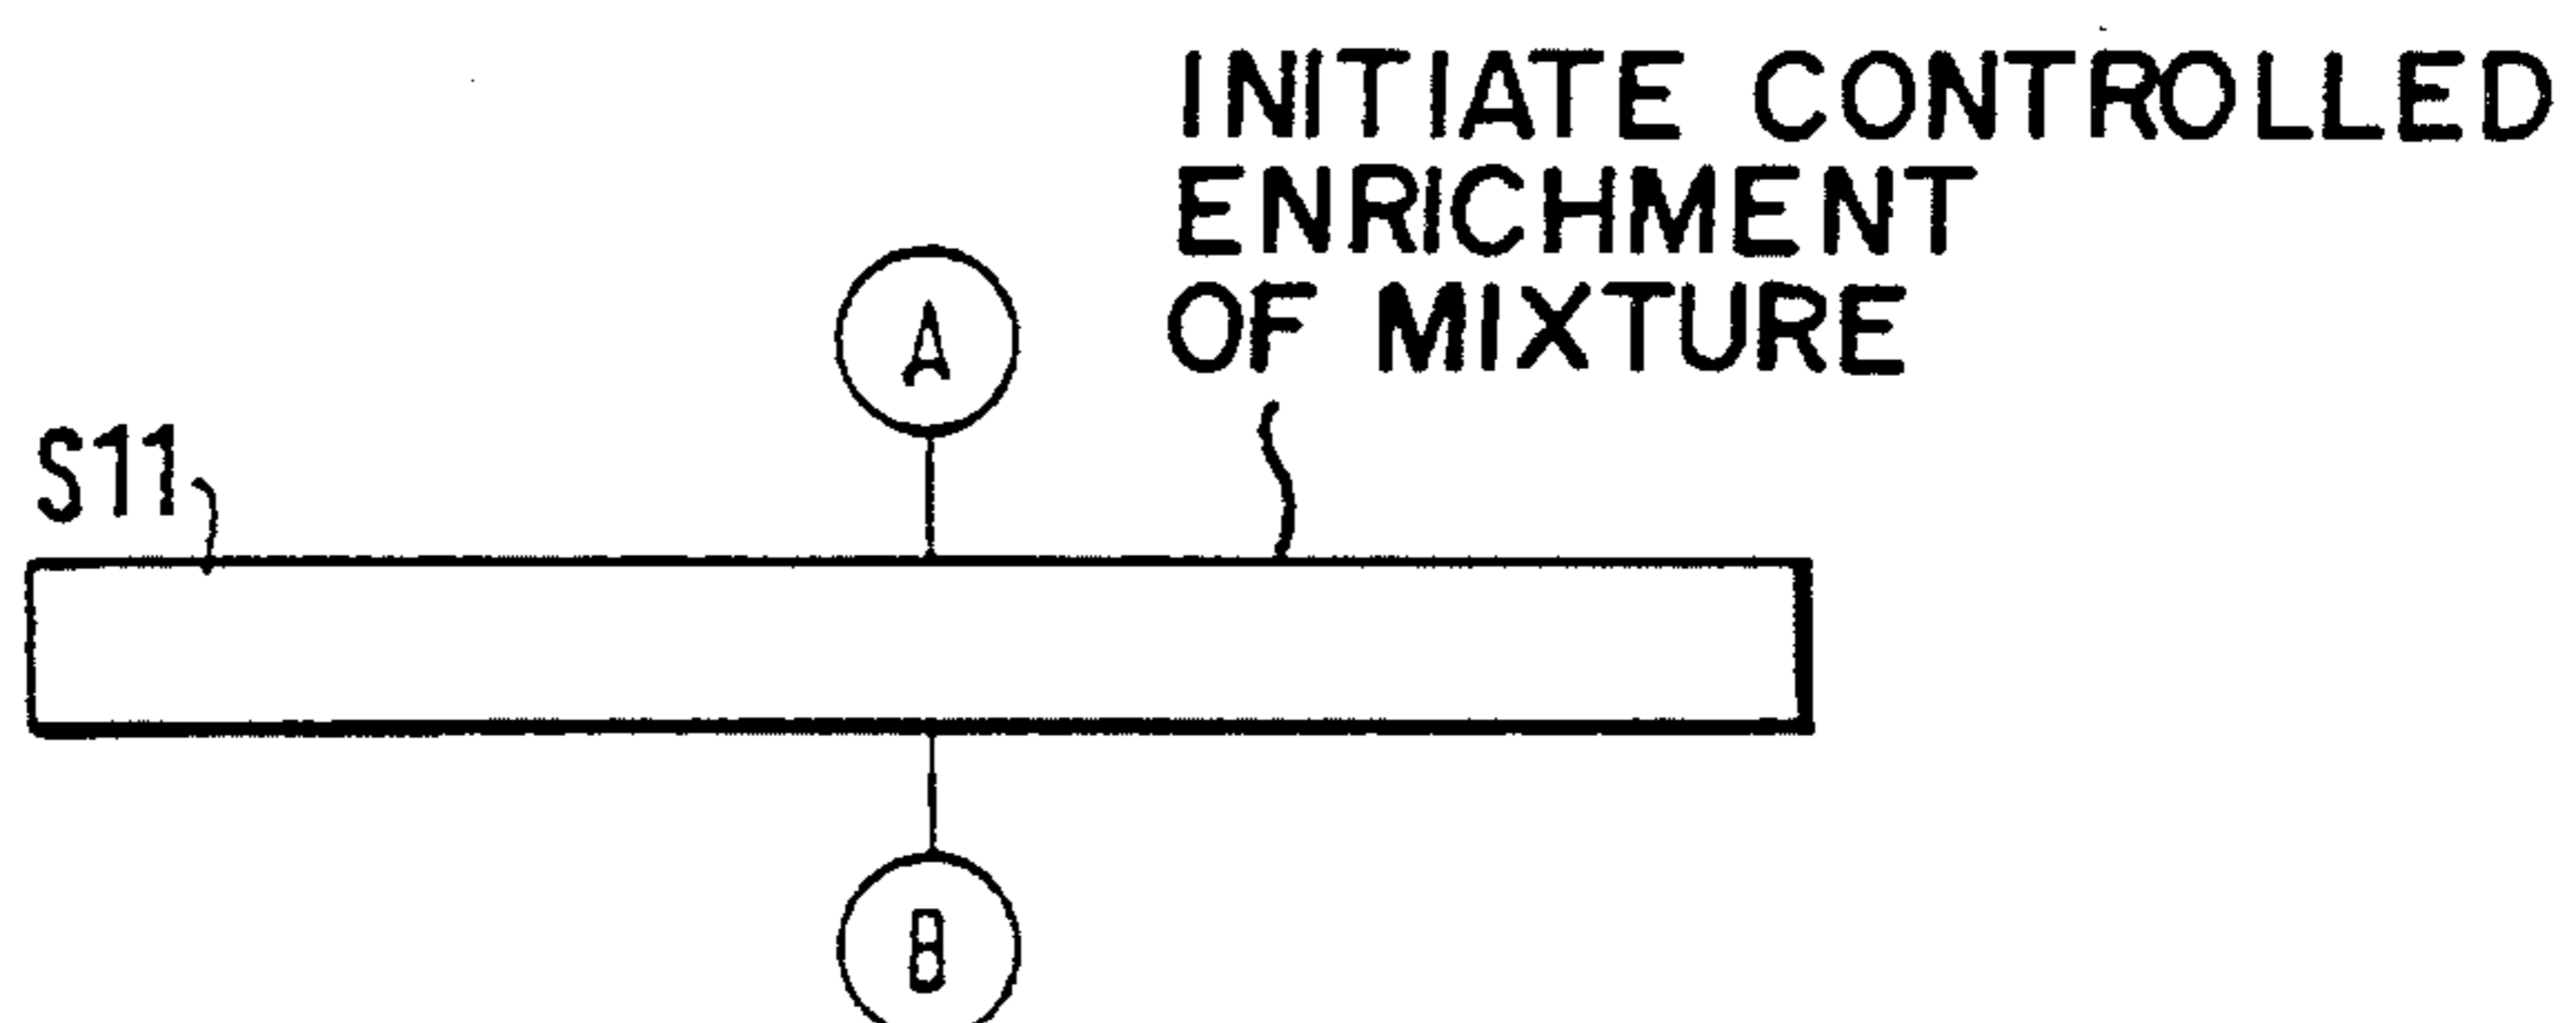 INITIATE CONTROLLED
ENRICHMENT
OF MIXTURE
A
S11
B